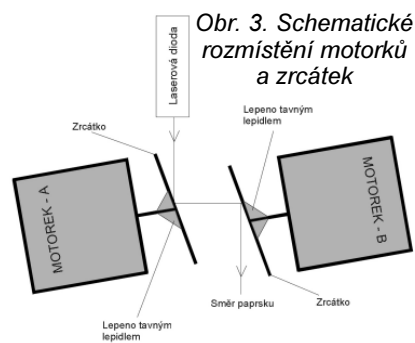 Obr. 3. Schematické
rozmístění motorků
a zrcátek
Laserová dioda
Zrcátko
Lepeno tavným
lepidlem
MOTOREK - A
MOTOREK - B
Směr paprsku
Zrcátko
Lepeno tavným
lepidlem